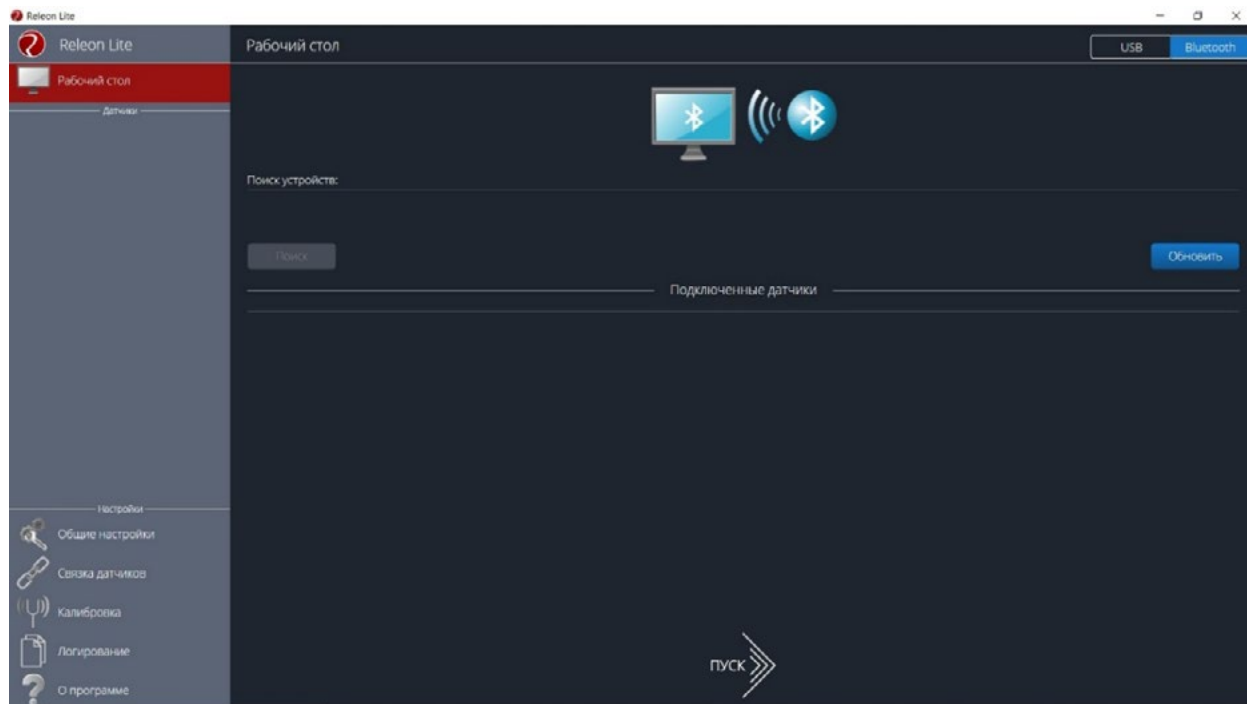 Releon Lite
Releon Lite
Рабочий стол
USB
Bluetooth
Рабочий стол
Датчики
Поиск устройств:
Поиск
Обновить
Подключенные датчики
Настройки
Общие настройки
Связка датчиков
Калибровка
Логирование
ПУСК
О программе